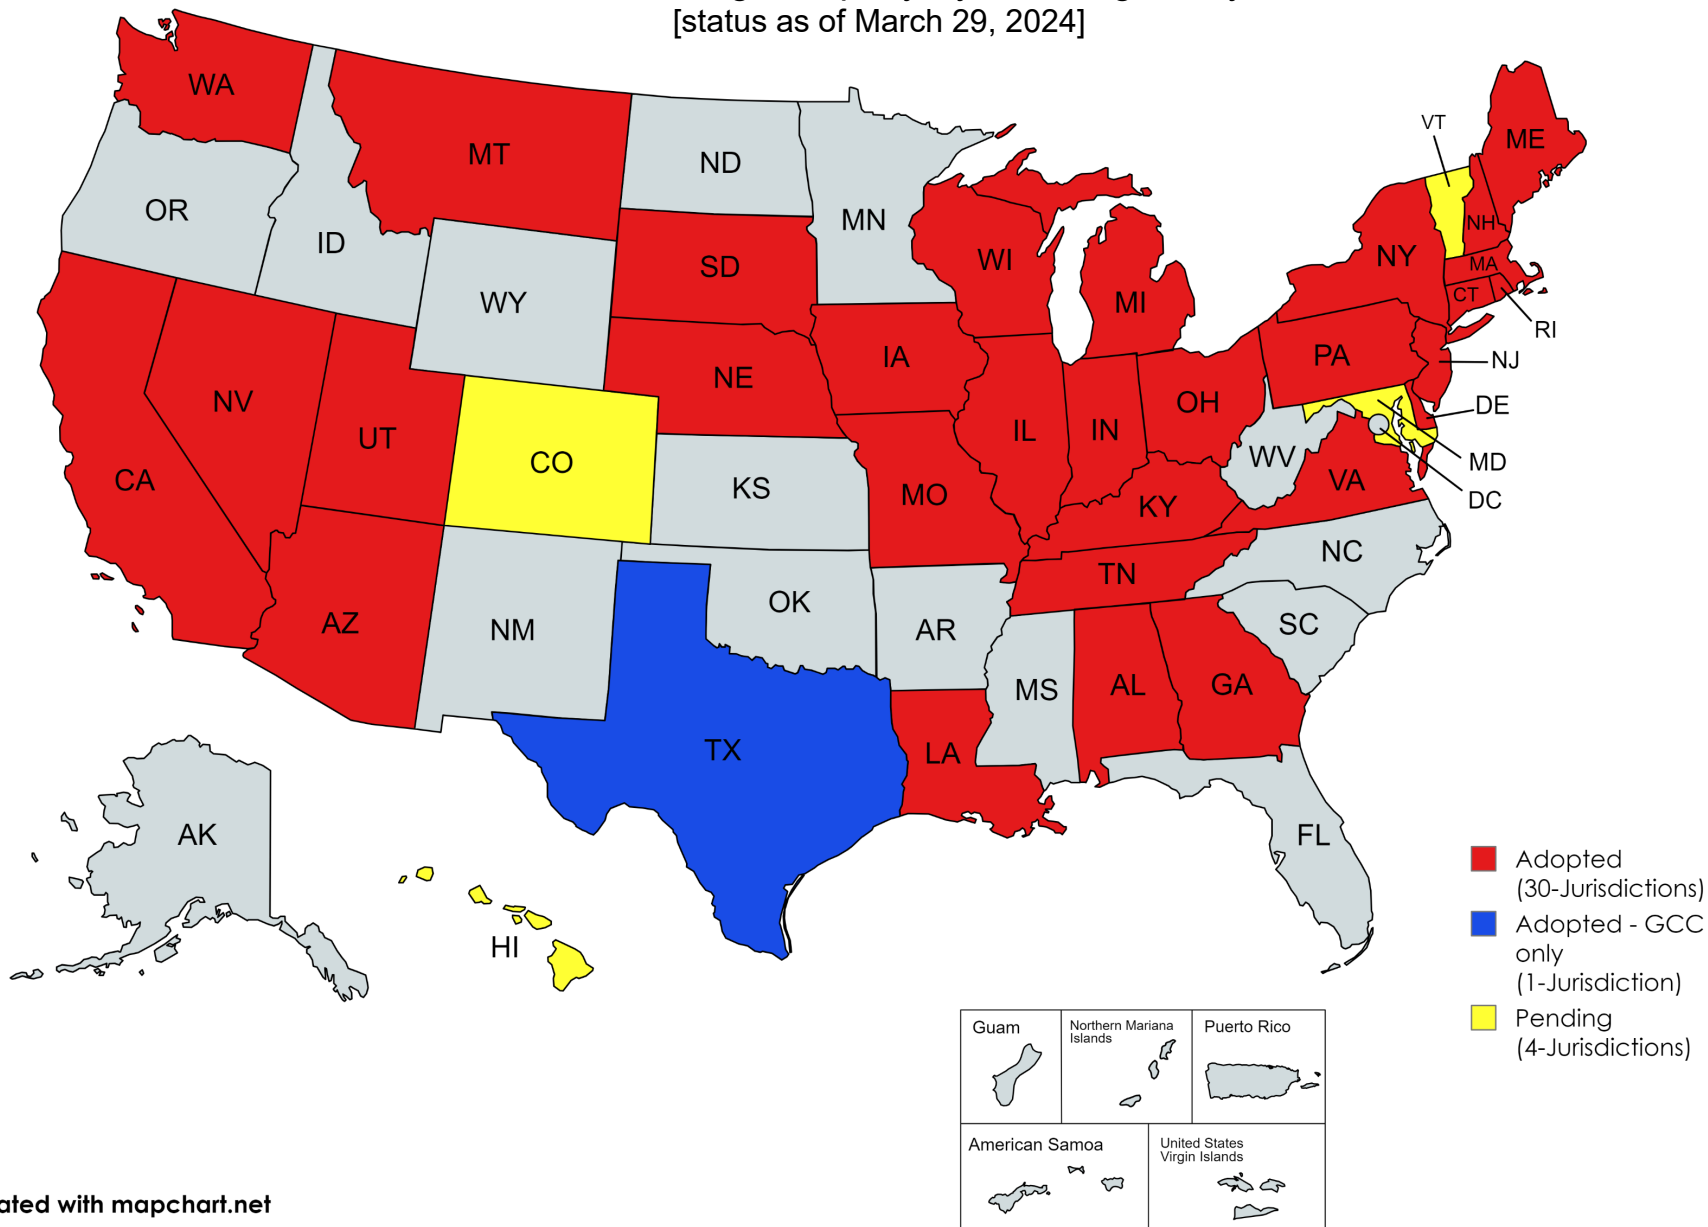 [status as of March 29, 2024]
WA
MT
ND
MN
VT
ME
OR
ID
WY
SD
WI
MI
NY
NH
MA
CT
RI
NV
UT
CO
NE
IA
IL
IN
OH
PA
NJ
DE
MD
DC
CA
AZ
NM
KS
OK
TX
MO
AR
LA
KY
TN
MS
AL
GA
WV
VA
NC
SC
FL
AK
HI
Adopted
(30-Jurisdictions)
Adopted - GCC
only
(1-Jurisdiction)
Pending
(4-Jurisdictions)
Guam
Northern Mariana
Islands
Puerto Rico
American Samoa
United States
Virgin Islands
ated with mapchart.net